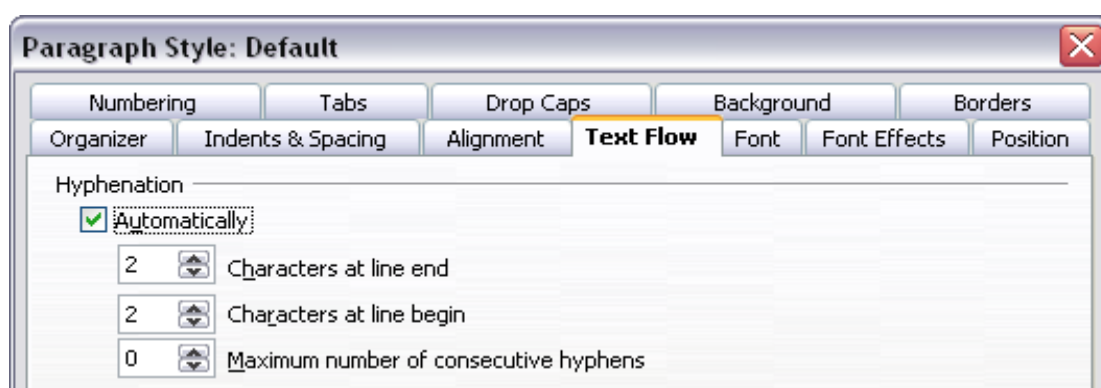 Paragraph Style: Default
Numbering Tabs Drop Caps Background Borders
Organizer Indents & Spacing Alignment Text Flow Font Font Effects Position
Hyphenation
Automatically
2 Characters at line end
2 Characters at line begin
0 Maximum number of consecutive hyphens